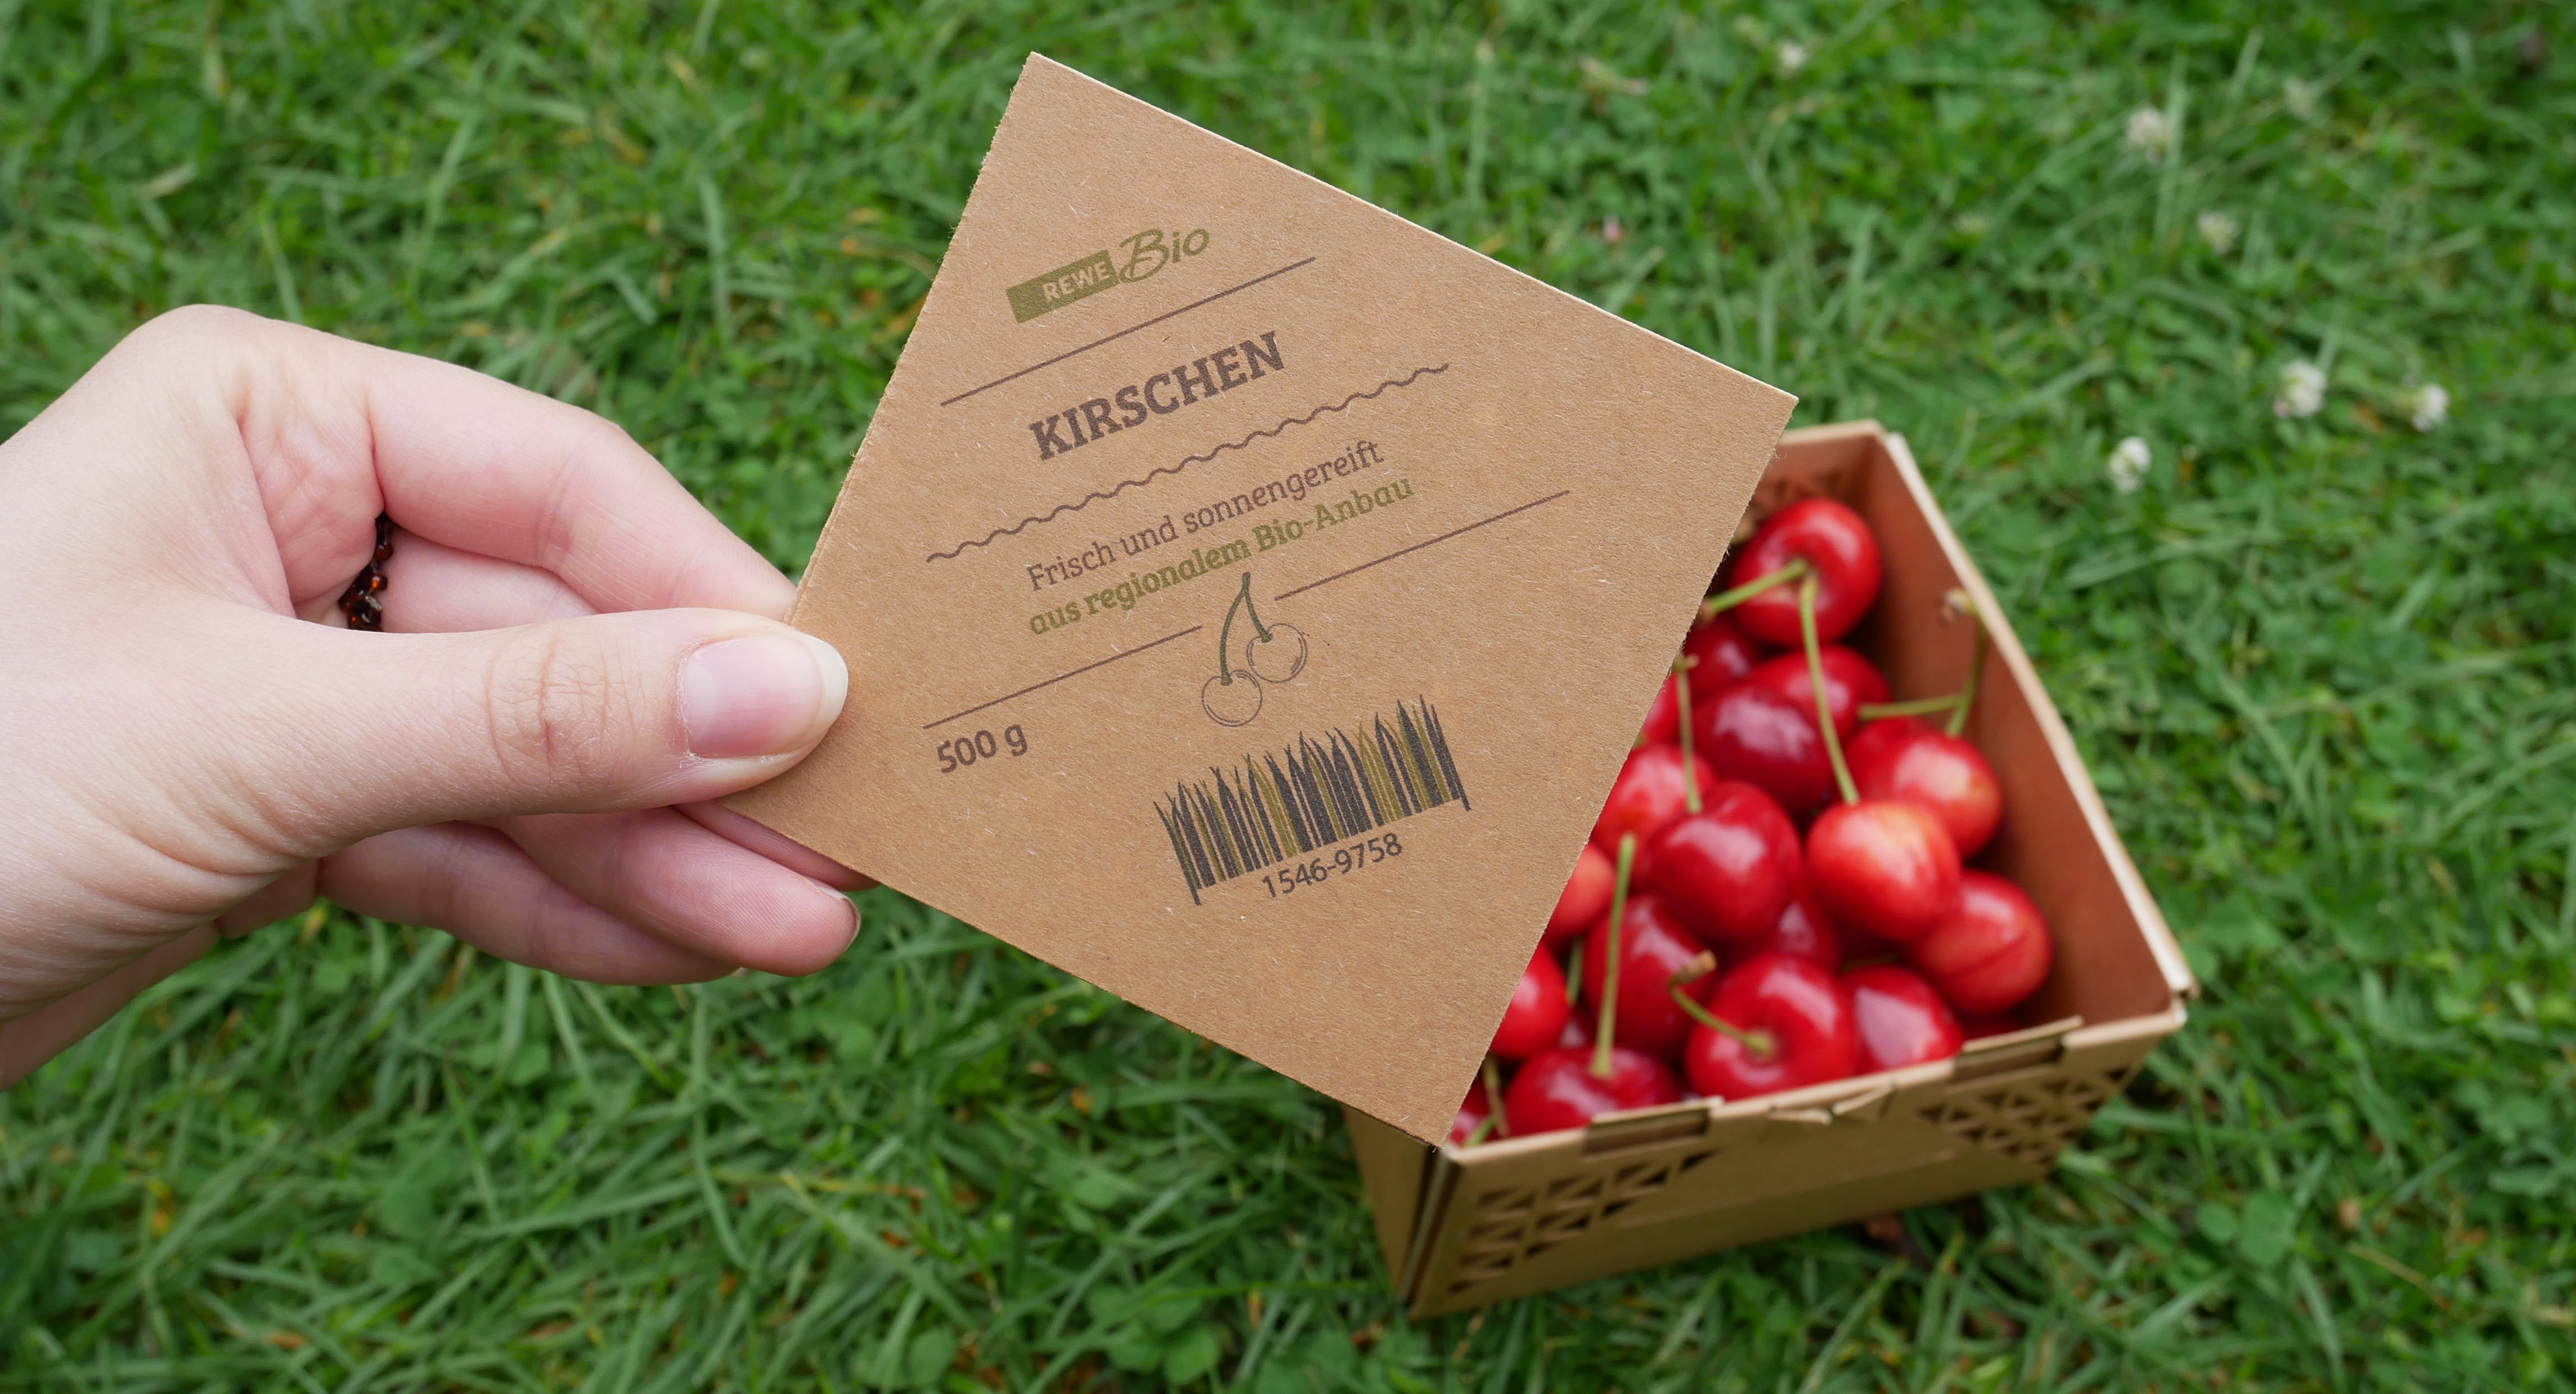 REWE Bio
KIRSCHEN
Frisch und sonnengereift
aus regionalem Bio-Anbau
500 g
1546-9758